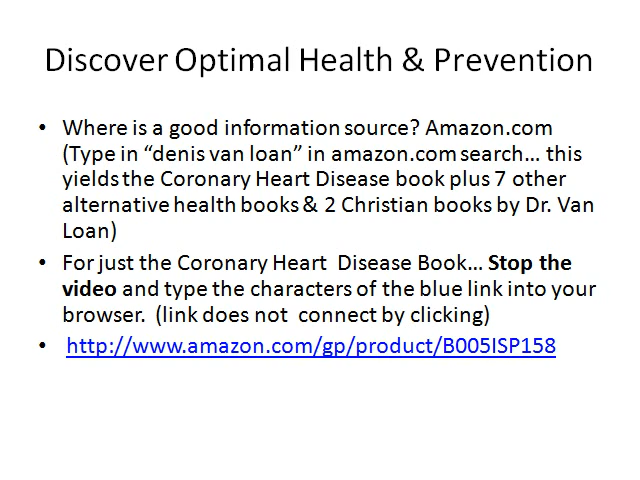 Discover Optimal Health & Prevention
• Where is a good information source? Amazon.com
(Type in “denis van loan” in amazon.com search… this
yields the Coronary Heart Disease book plus 7 other
alternative health books & 2 Christian books by Dr. Van
Loan)
• For just the Coronary Heart Disease Book… Stop the
video and type the characters of the blue link into your
browser. (link does not connect by clicking)
• http://www.amazon.com/gp/product/B005ISP158